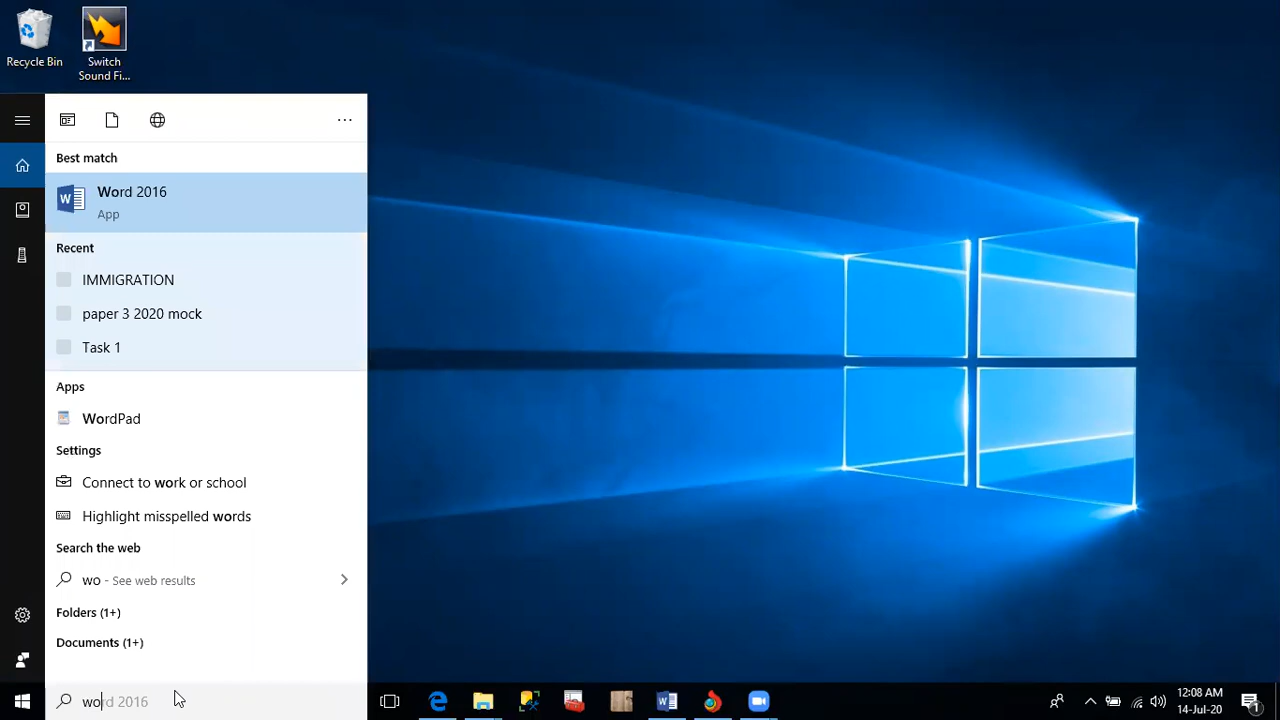 Recycle Bin
Switch
Sound Fi...
...
Best match
W
Word 2016
App
Recent
IMMIGRATION
paper 3 2020 mock
Task 1
Apps
WordPad
Settings
Connect to work or school
Highlight misspelled words
Search the web
wo - See web results
Folders (1+)
Documents (1+)
word 2016
12:08 AM
14-Jul-20
1